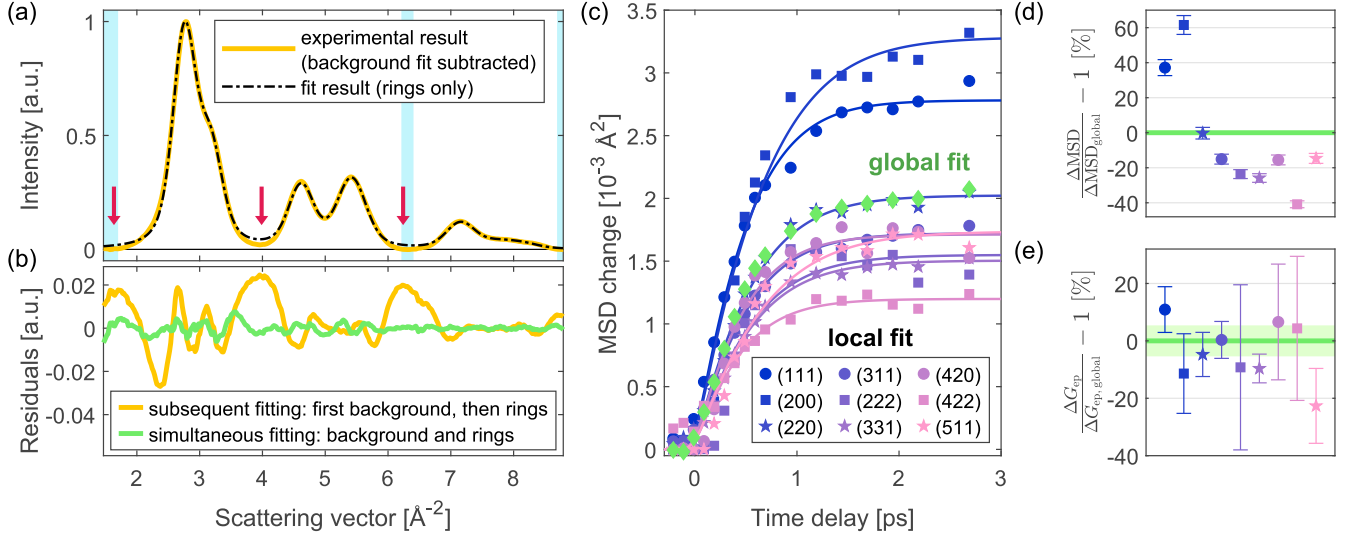 (a)
experimental result
(background fit subtracted)
fit result (rings only)
1
0.5
0
Intensity [a.u.]
(b)
0.02
0
-0.02
-0.04
Residuals [a.u.]
subsequent fitting: first background, then rings
simultaneous fitting: background and rings
2 3 4 5 6 7 8
Scattering vector [Å-2]
(c)
3.5
3
2.5
2
1.5
1
0.5
0
MSD change [10-3 Å2]
global fit
local fit
(111) (311) (420)
(200) (222) (422)
(220) (331) (511)
0 1 2 3
Time delay [ps]
(d)
60
40
20
0
-20
-40
ΔMSD
ΔMSDglobal
− 1 [%]
(e)
20
0
-20
-40
ΔGep
ΔGep, global
− 1 [%]